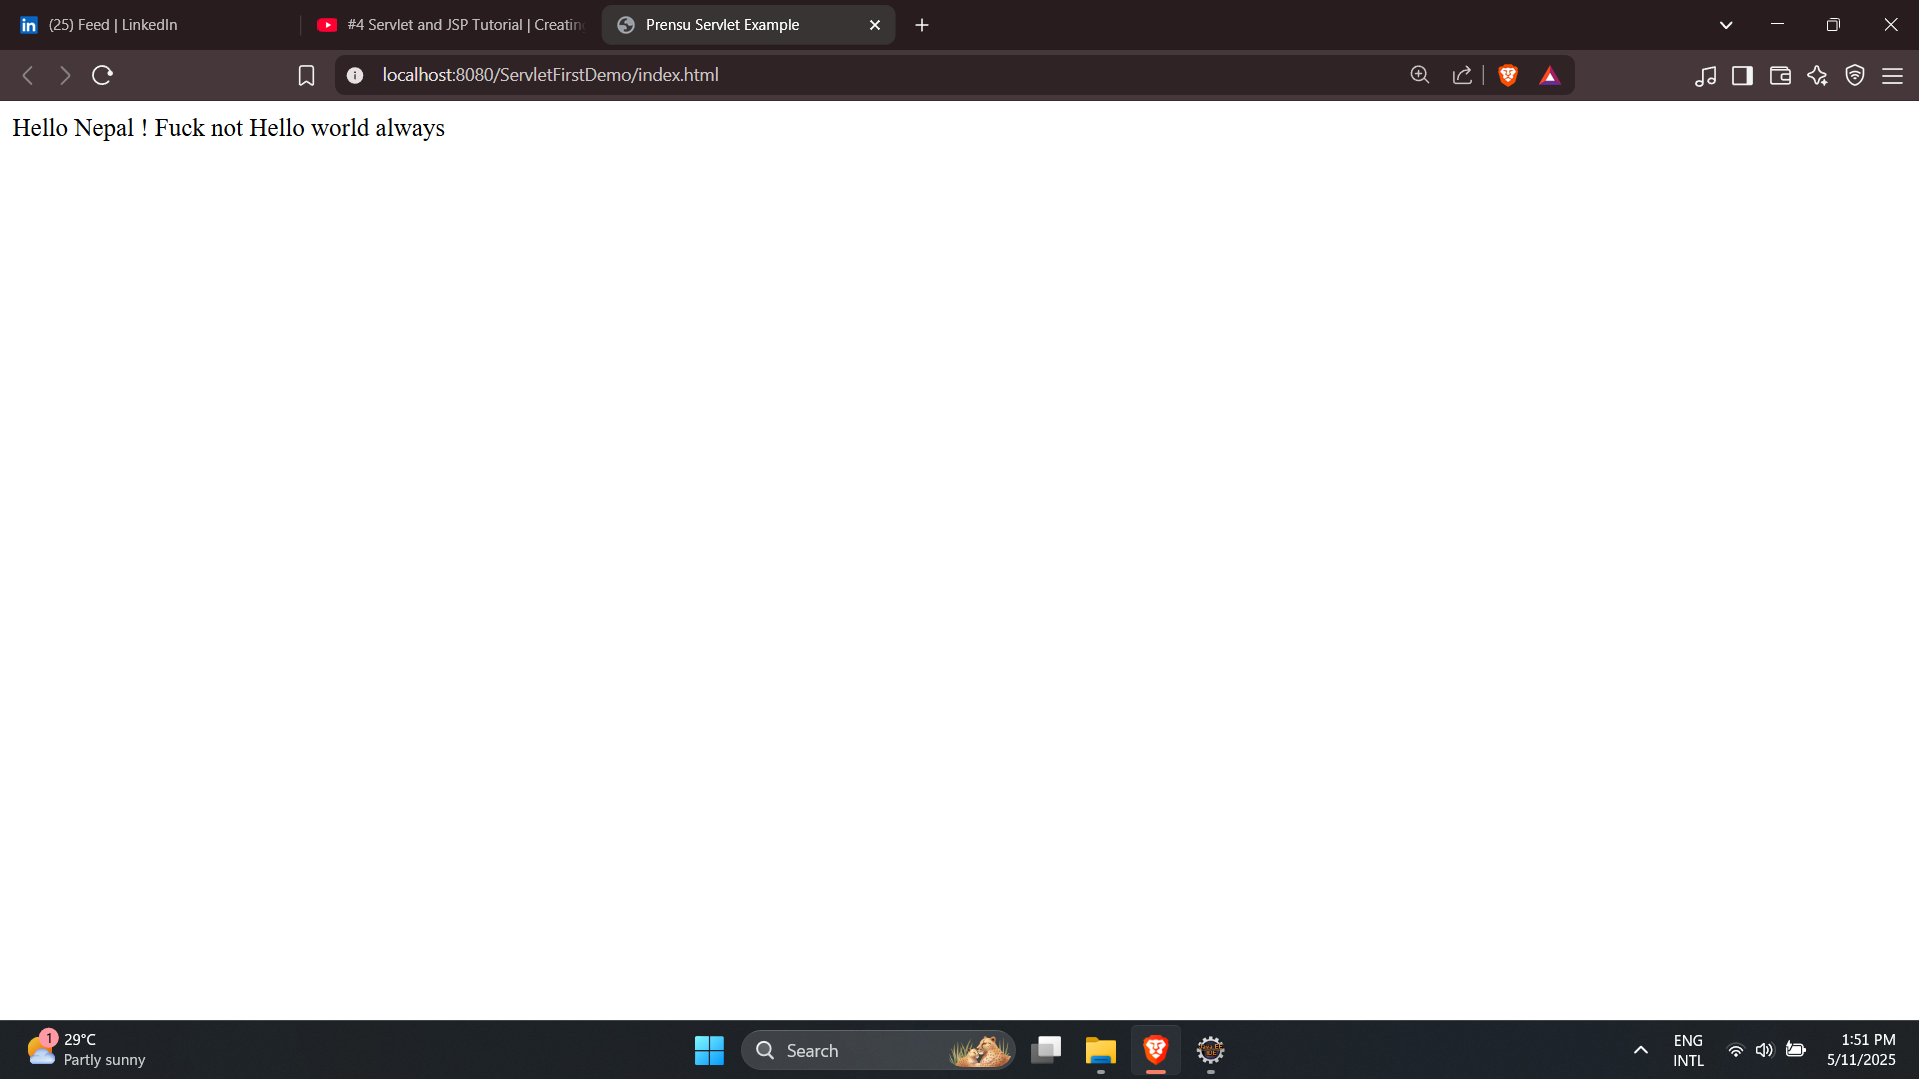 (25) Feed | LinkedIn
#4 Servlet and JSP Tutorial | Creatin
Prensu Servlet Example
localhost:8080/ServletFirstDemo/index.html
Hello Nepal ! Fuck not Hello world always
1
29°C
Partly sunny
Search
ENG
INTL
1:51 PM
5/11/2025